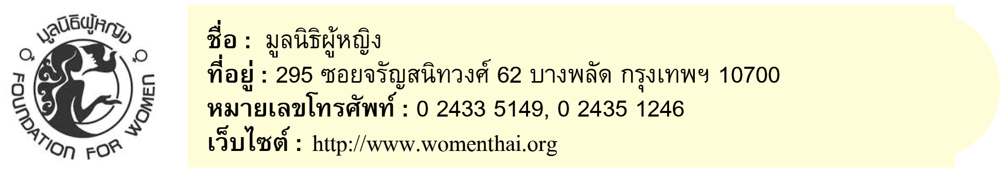 มูลนิธิผู้หญิง
FOUNDATION FOR WOMEN
ชื่อ : มูลนิธิผู้หญิง
ที่อยู่ : 295 ซอยจรัญสนิทวงศ์ 62 บางพลัด กรุงเทพฯ 10700
หมายเลขโทรศัพท์ : 0 2433 5149, 0 2435 1246
เว็บไซต์ : http://www.womenthai.org